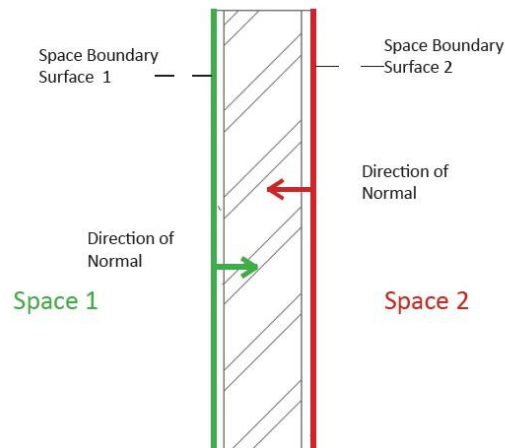 Space Boundary
Surface 1
Space Boundary
Surface 2
Direction of
Normal
Direction of
Normal
Space 1
Space 2